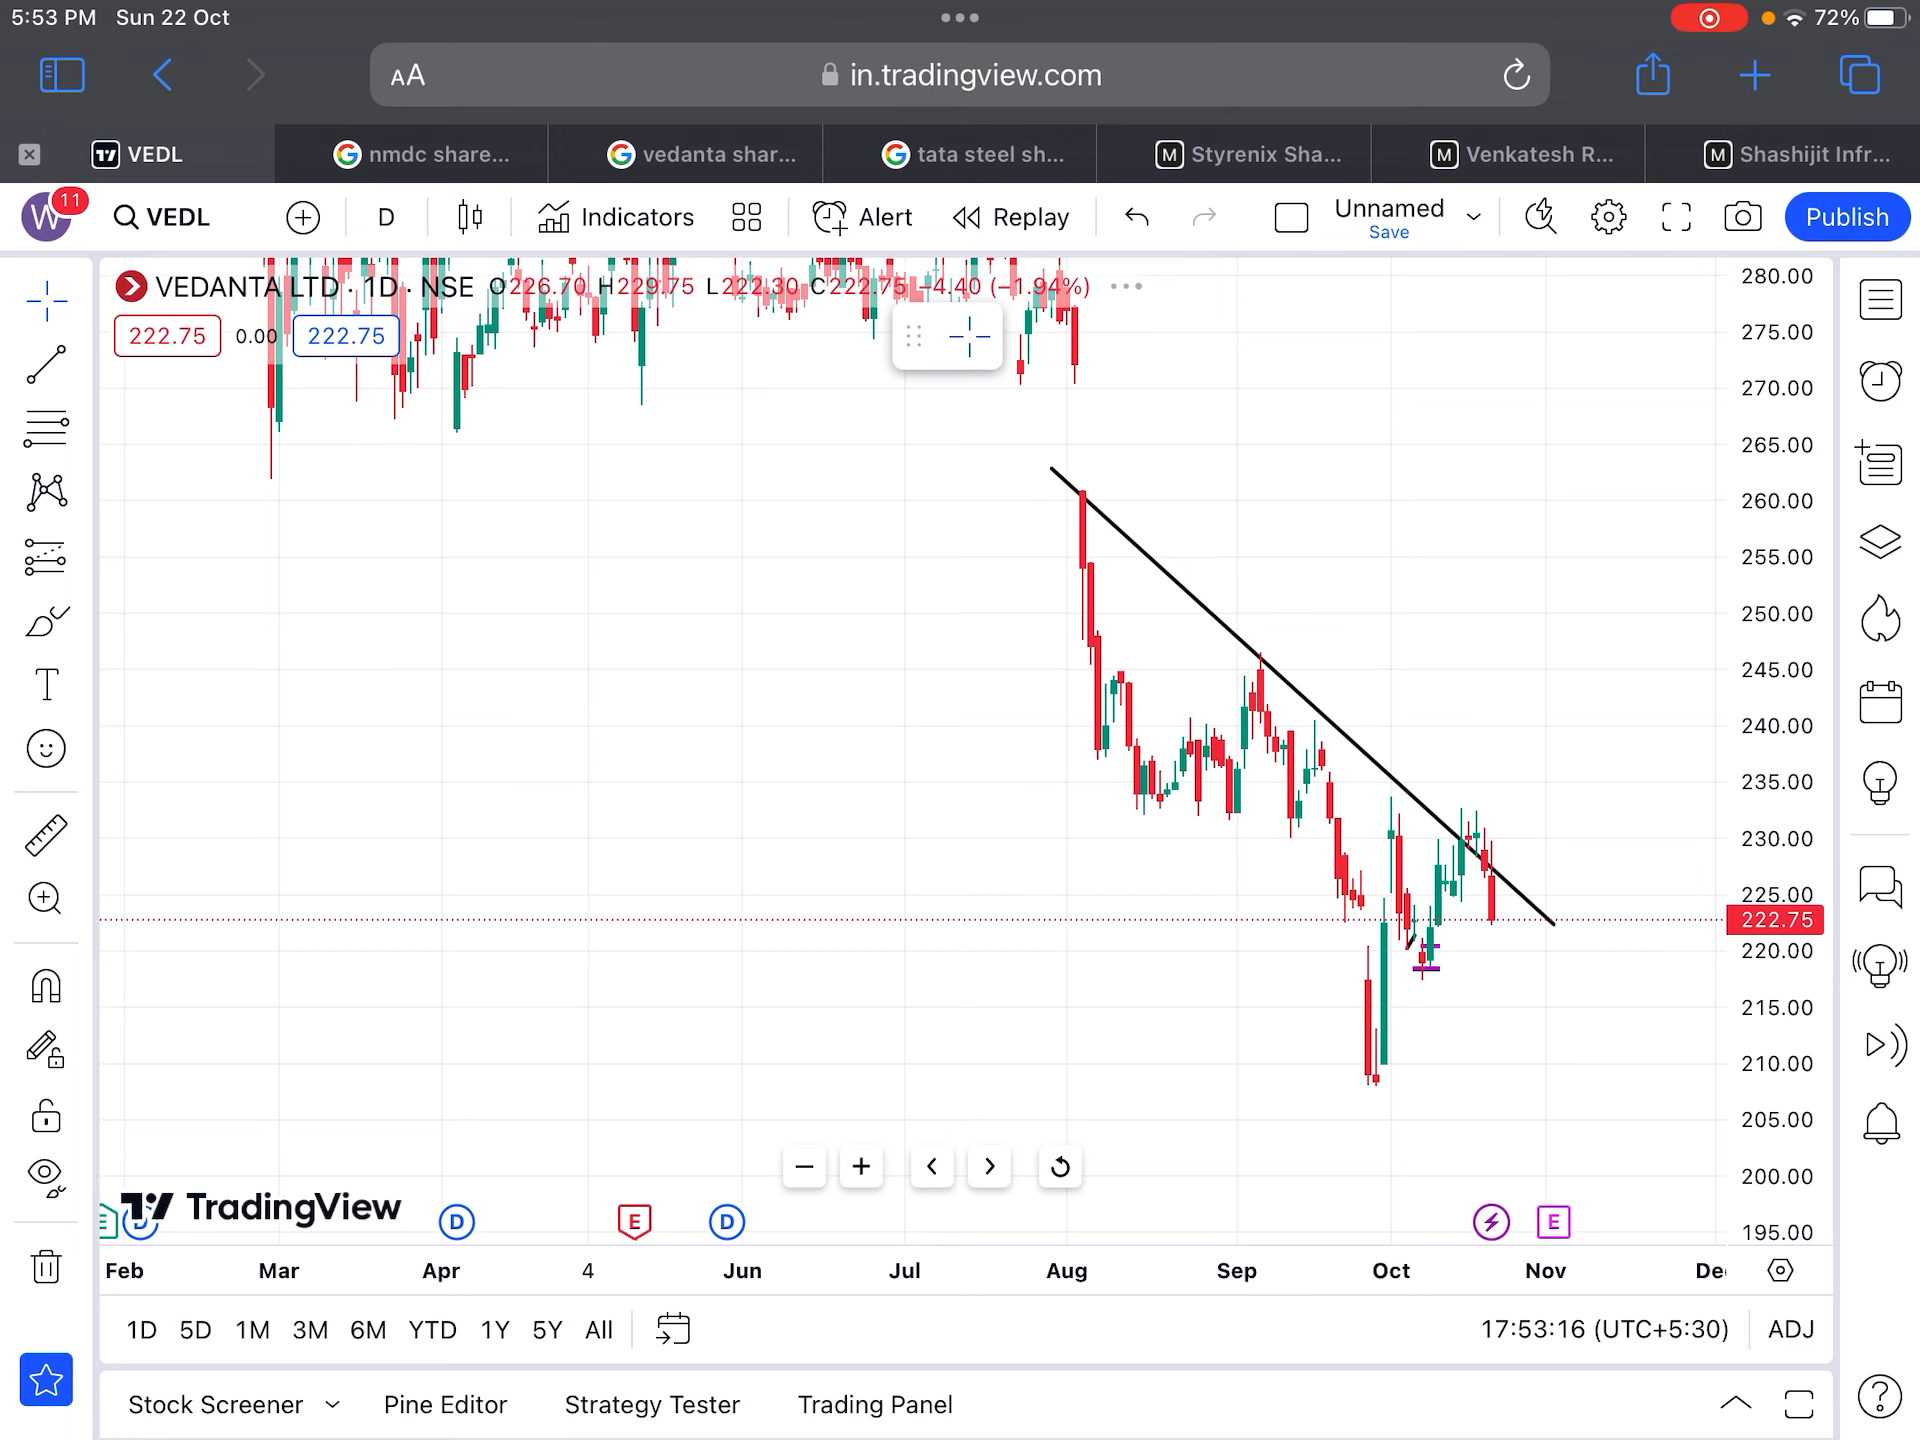 5:53 PM Sun 22 Oct
72%
AA
in.tradingview.com
VEDL
nmdc share...
vedanta shar...
tata steel sh...
M Styrenix Sha...
M Venkatesh R...
M Shashijit Infr...
W 11
VEDL
D
Indicators
Alert
Replay
Unnamed
Save
Publish
VEDANTA LTD · 1D · NSE O226.70 H229.75 L222.30 C222.75 −4.40 (−1.94%)
222.75 0.00 222.75
280.00
275.00
270.00
265.00
260.00
255.00
250.00
245.00
240.00
235.00
230.00
225.00
222.75
220.00
215.00
210.00
205.00
200.00
195.00
TradingView
E D D E D E
Feb Mar Apr 4 Jun Jul Aug Sep Oct Nov De
1D 5D 1M 3M 6M YTD 1Y 5Y All
17:53:16 (UTC+5:30) ADJ
Stock Screener Pine Editor Strategy Tester Trading Panel